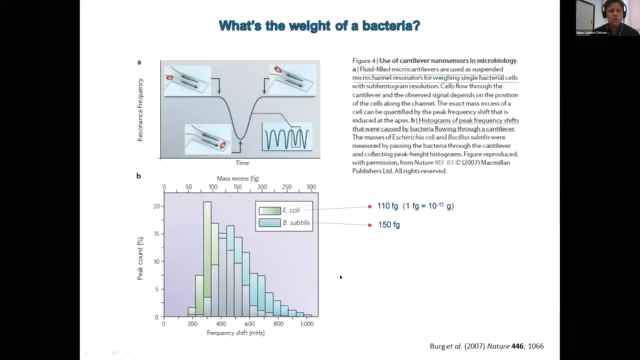 What's the weight of a bacteria?
a
Resonance frequency
Time
Figure 4 | Use of cantilever nanosensors in microbiology.
a | Fluid-filled microcantilevers are used as suspended
microchannel resonators for weighing single bacterial cells
with subfemtogram resolution. Cells flow through the
cantilever and the observed signal depends on the position
of the cells along the channel. The exact mass excess of a
cell can be quantified by the peak frequency shift that is
induced at the apex. b | Histograms of peak frequency shifts
that were caused by bacteria flowing through a cantilever.
The masses of Escherichia coli and Bacillus subtilis were
measured by passing the bacteria through the cantilever
and collecting peak-height histograms. Figure reproduced,
with permission, from Nature © (2007) Macmillan
Publishers Ltd. All rights reserved.
b
Mass excess (fg)
0 50 100 150 200 250 300
Peak count (%)
20
15
10
5
0
E. coli
B. subtilis
0 200 400 600 800 1000
Frequency shift (mHz)
110 fg (1 fg = 10⁻¹⁵ g)
150 fg
Burg et al. (2007) Nature 446: 1066